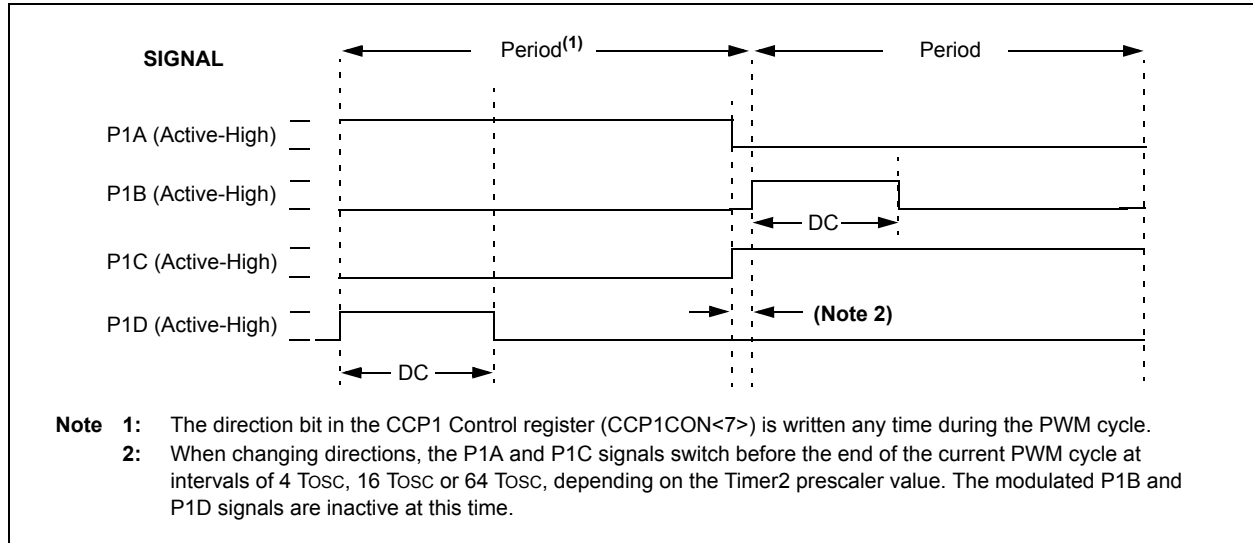 SIGNAL
Period(1)
Period
P1A (Active-High)
P1B (Active-High)
DC
P1C (Active-High)
P1D (Active-High)
(Note 2)
DC
Note 1: The direction bit in the CCP1 Control register (CCP1CON<7>) is written any time during the PWM cycle.
2: When changing directions, the P1A and P1C signals switch before the end of the current PWM cycle at
intervals of 4 TOSC, 16 TOSC or 64 TOSC, depending on the Timer2 prescaler value. The modulated P1B and
P1D signals are inactive at this time.